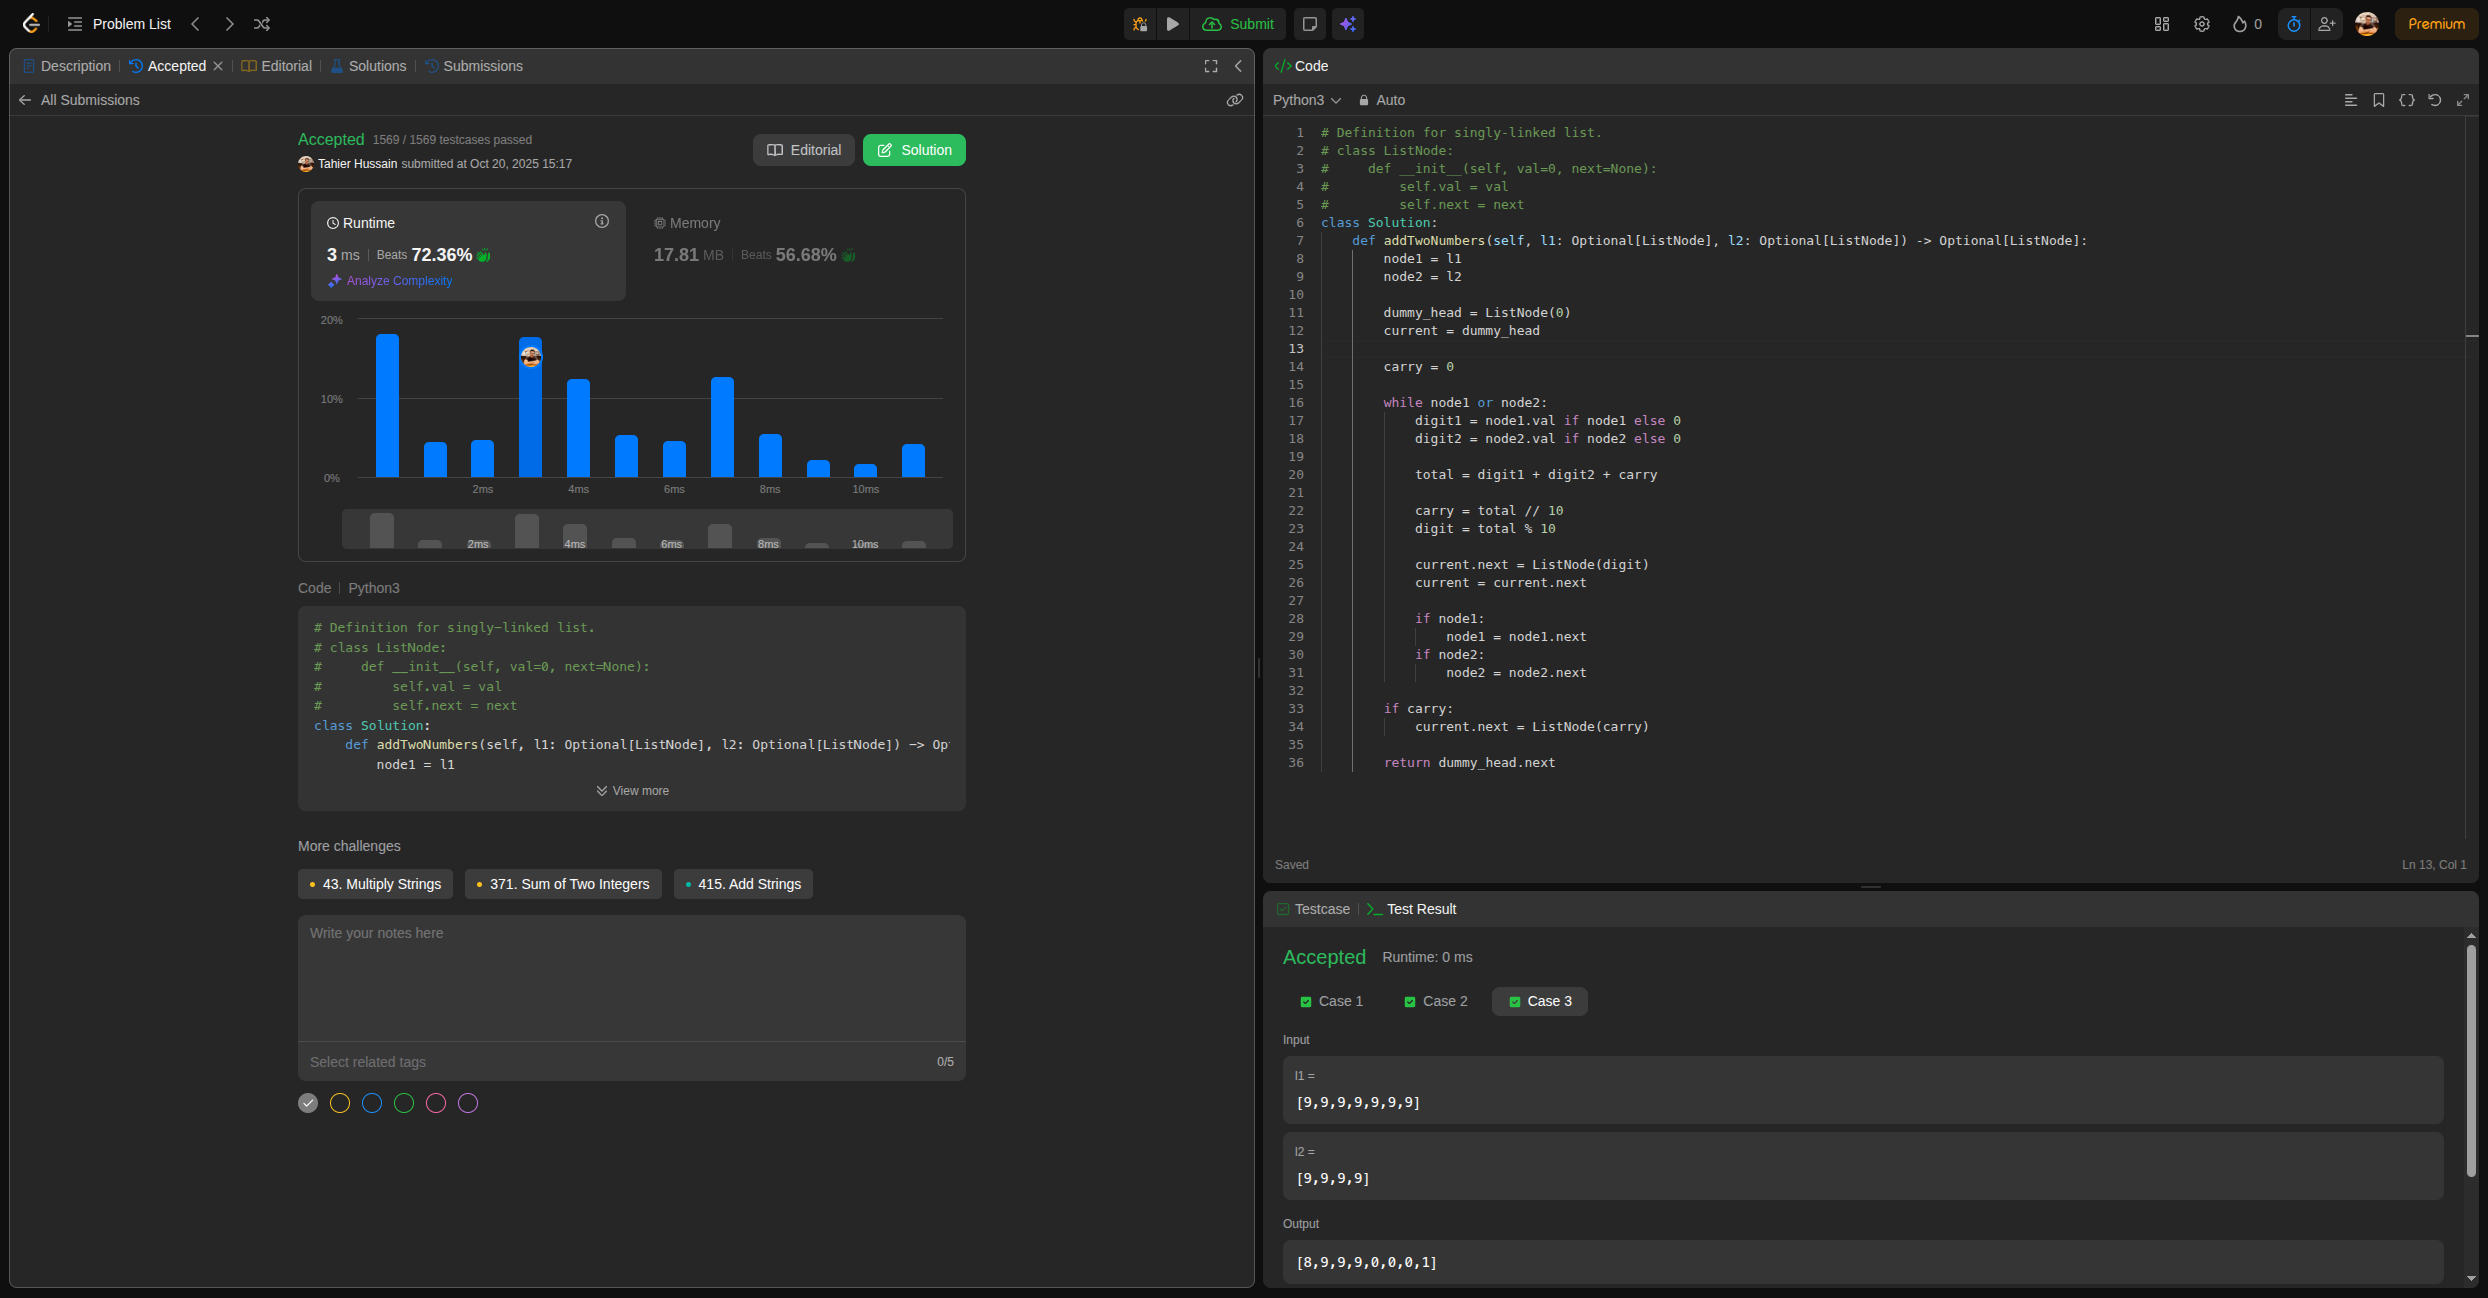 Problem List
Submit
0
Premium
Description
Accepted
Editorial
Solutions
Submissions
All Submissions
Accepted 1569 / 1569 testcases passed
Tahier Hussain submitted at Oct 20, 2025 15:17
Editorial
Solution
Runtime
3 ms Beats 72.36%
Analyze Complexity
Memory
17.81 MB Beats 56.68%
20%
10%
0%
2ms 4ms 6ms 8ms 10ms
2ms 4ms 6ms 8ms 10ms
Code Python3
# Definition for singly-linked list.
# class ListNode:
#     def __init__(self, val=0, next=None):
#         self.val = val
#         self.next = next
class Solution:
    def addTwoNumbers(self, l1: Optional[ListNode], l2: Optional[ListNode]) -> Op
        node1 = l1
View more
More challenges
43. Multiply Strings
371. Sum of Two Integers
415. Add Strings
Write your notes here
Select related tags
0/5
Code
Python3
Auto
1 # Definition for singly-linked list.
2 # class ListNode:
3 #     def __init__(self, val=0, next=None):
4 #         self.val = val
5 #         self.next = next
6 class Solution:
7     def addTwoNumbers(self, l1: Optional[ListNode], l2: Optional[ListNode]) -> Optional[ListNode]:
8         node1 = l1
9         node2 = l2
10
11         dummy_head = ListNode(0)
12         current = dummy_head
13
14         carry = 0
15
16         while node1 or node2:
17             digit1 = node1.val if node1 else 0
18             digit2 = node2.val if node2 else 0
19
20             total = digit1 + digit2 + carry
21
22             carry = total // 10
23             digit = total % 10
24
25             current.next = ListNode(digit)
26             current = current.next
27
28             if node1:
29                 node1 = node1.next
30             if node2:
31                 node2 = node2.next
32
33         if carry:
34             current.next = ListNode(carry)
35
36         return dummy_head.next
Saved
Ln 13, Col 1
Testcase
Test Result
Accepted Runtime: 0 ms
Case 1
Case 2
Case 3
Input
l1 =
[9,9,9,9,9,9,9]
l2 =
[9,9,9,9]
Output
[8,9,9,9,0,0,0,1]